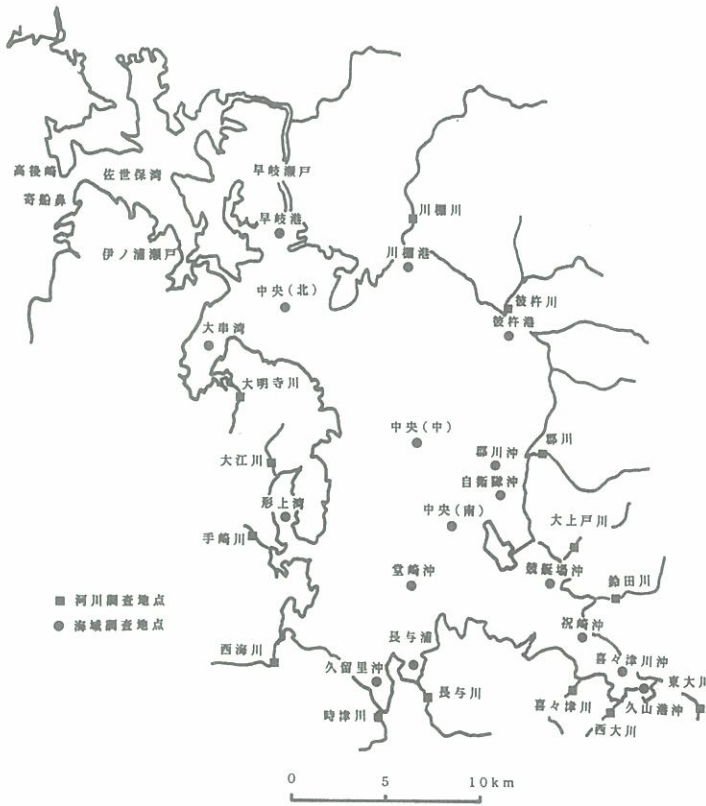 高後崎
佐世保湾
早岐瀬戸
寄船鼻
早岐港
川棚川
伊ノ浦瀬戸
川棚港
中央(北)
彼杵川
彼杵港
大串湾
大明寺川
中央(中)
郡川
大江川
郡川沖
自衛隊沖
形上湾
中央(南)
大上戸川
手崎川
堂崎沖
競艇場沖
鈴田川
■ 河川調査地点
● 海域調査地点
祝崎沖
西海川
久留里沖
長与浦
喜々津川沖
東大川
長与川
喜々津川
久山港沖
時津川
西大川
0 5 10km